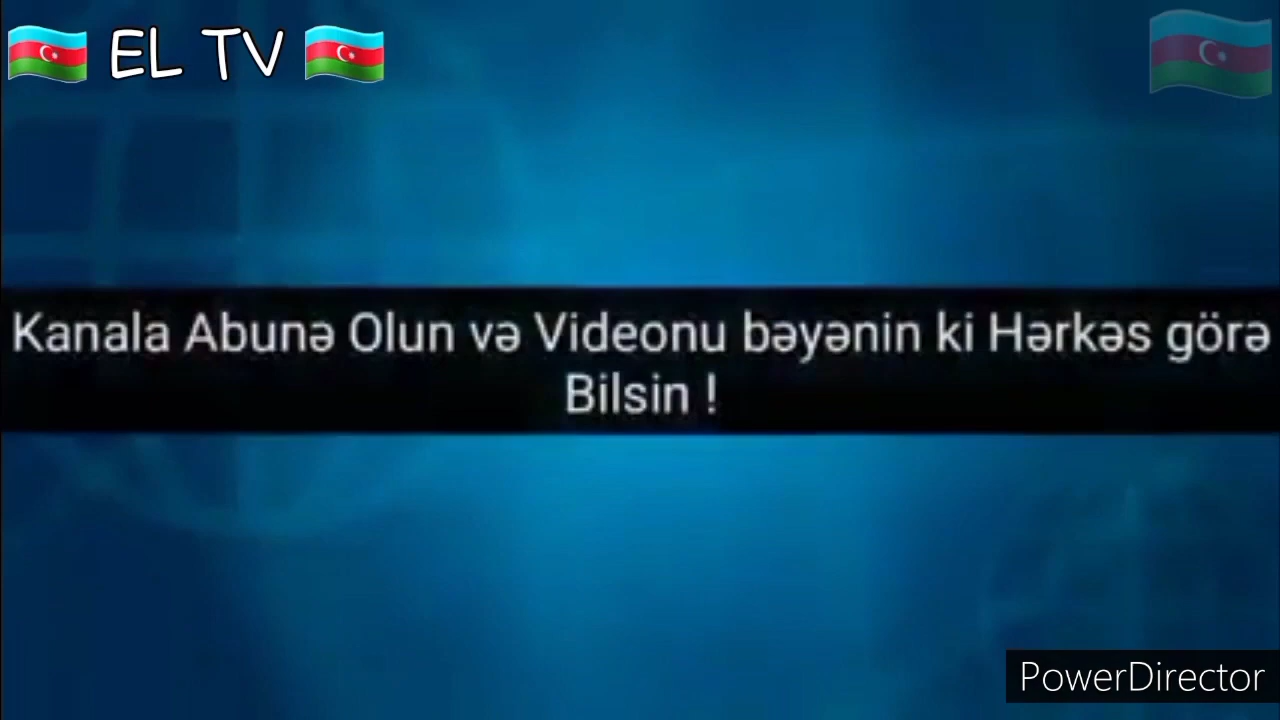 EL TV
Kanala Abunə Olun və Videonu bəyənin ki Hərkəs görə
Bilsin !
PowerDirector